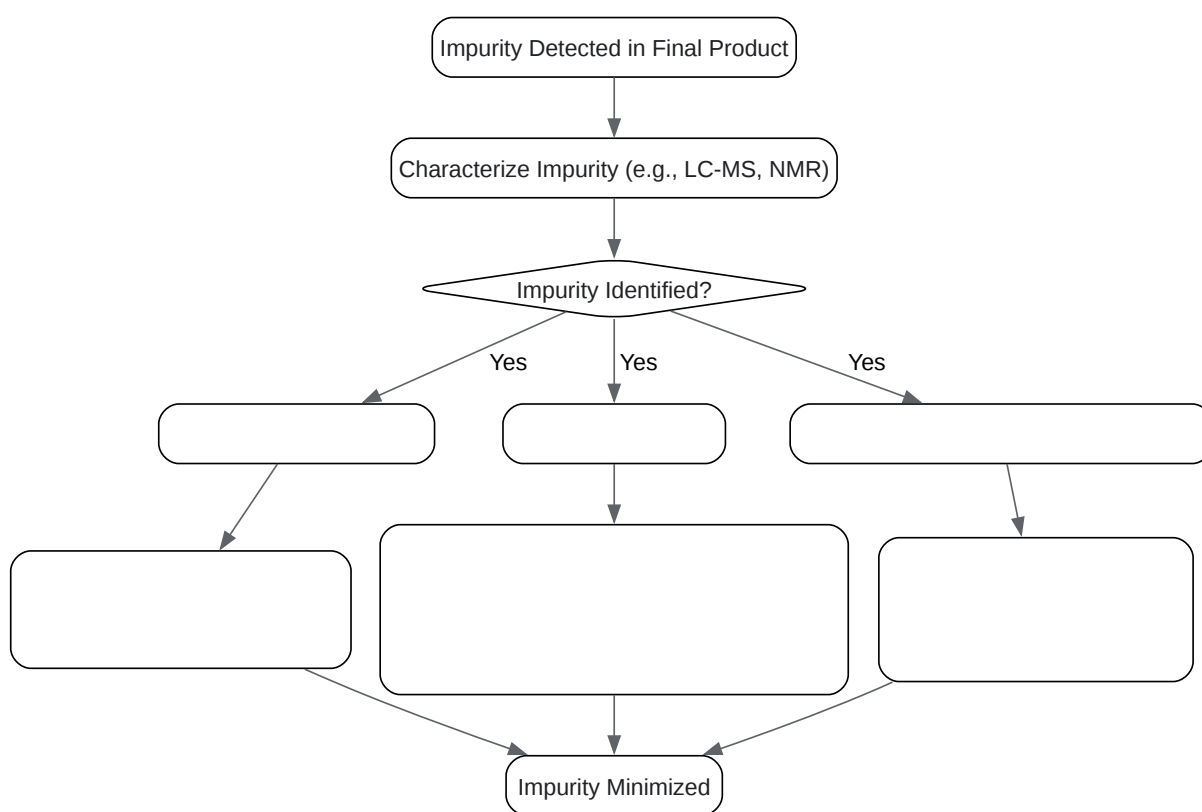 Impurity Detected in Final Product
Characterize Impurity (e.g., LC-MS, NMR)
Impurity Identified?
Yes
Yes
Yes
Impurity Minimized